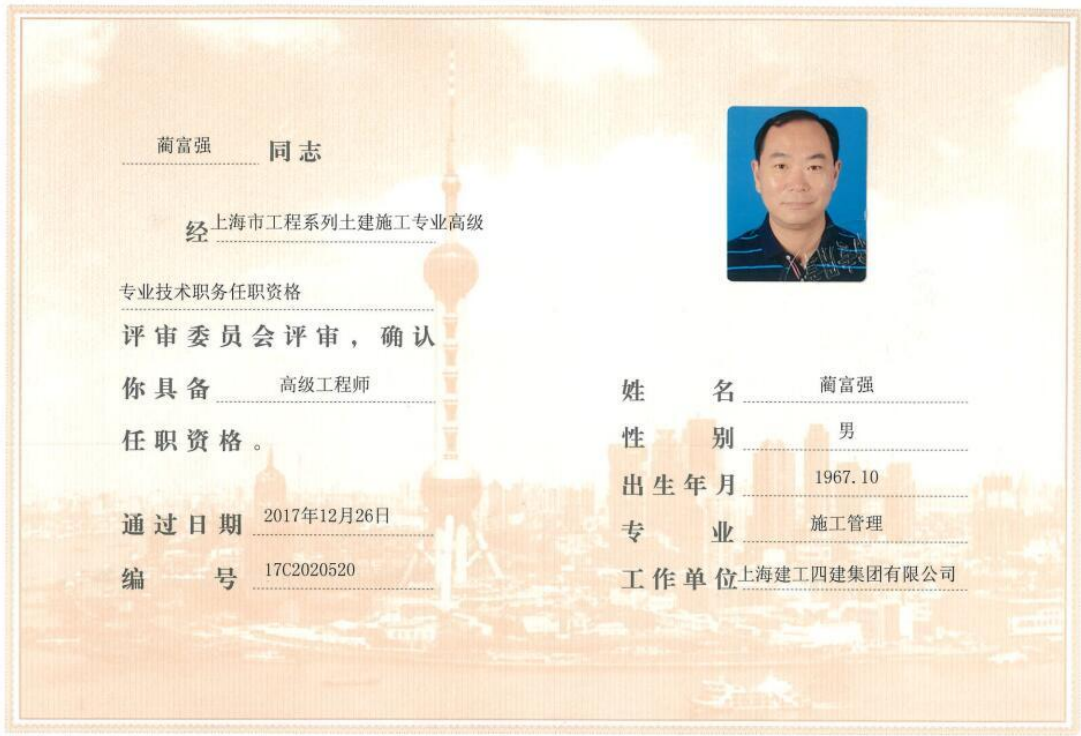 蔺富强 同志
经 上海市工程系列土建施工专业高级
专业技术职务任职资格
评审委员会评审，确认
你具备 高级工程师
任职资格。
通过日期 2017年12月26日
编号 17C2020520
姓名 蔺富强
性别 男
出生年月 1967.10
专业 施工管理
工作单位 上海建工四建集团有限公司